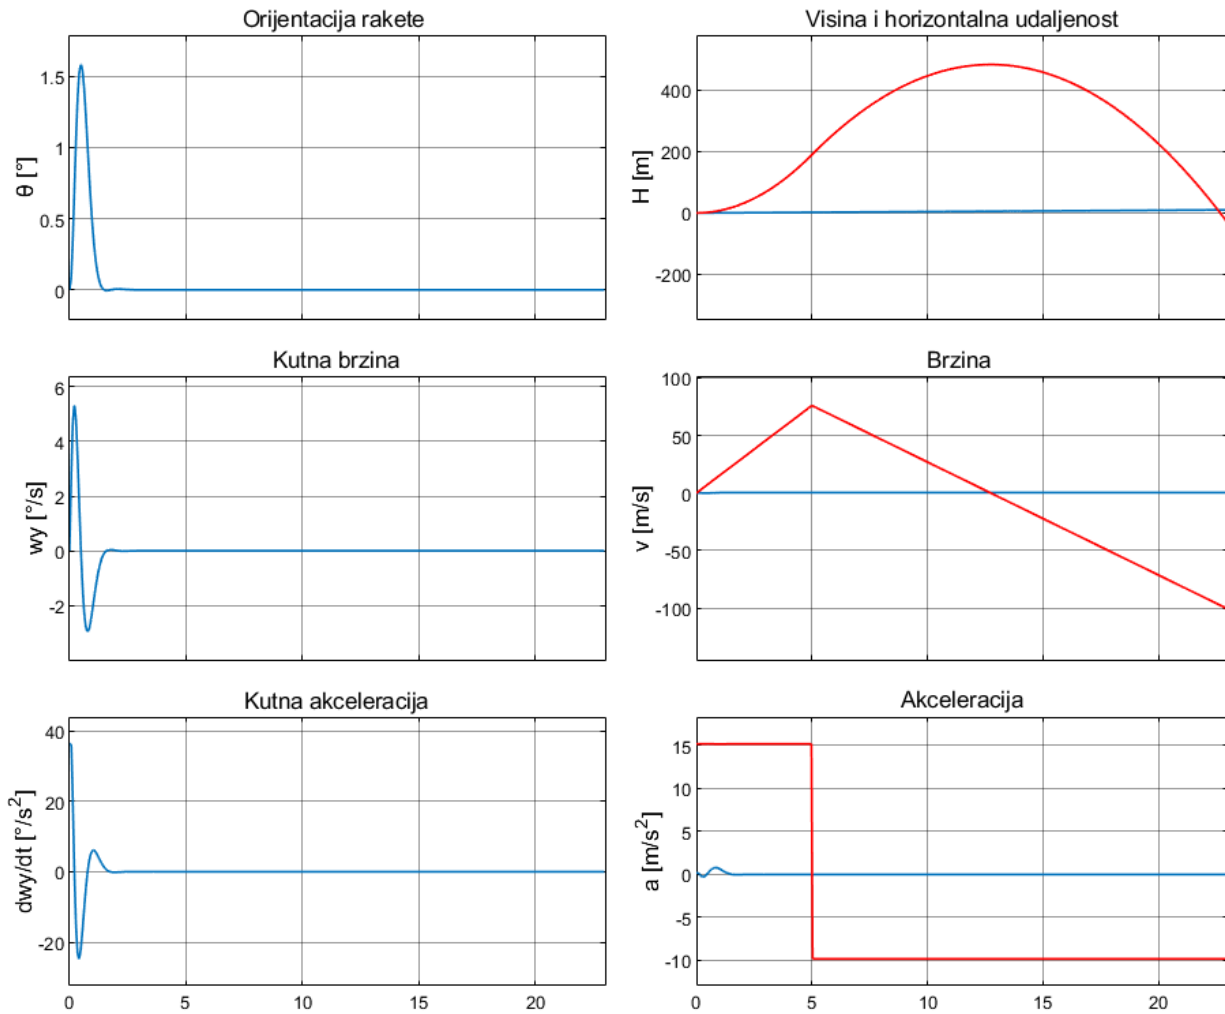 Orijentacija rakete
1.5
1
0.5
0
θ [°]
Visina i horizontalna udaljenost
400
200
0
-200
H [m]
Kutna brzina
6
4
2
0
-2
wy [°/s]
Brzina
100
50
0
-50
-100
v [m/s]
Kutna akceleracija
40
20
0
-20
dwy/dt [°/s²]
0 5 10 15 20
Akceleracija
15
10
5
0
-5
-10
a [m/s²]
0 5 10 15 20